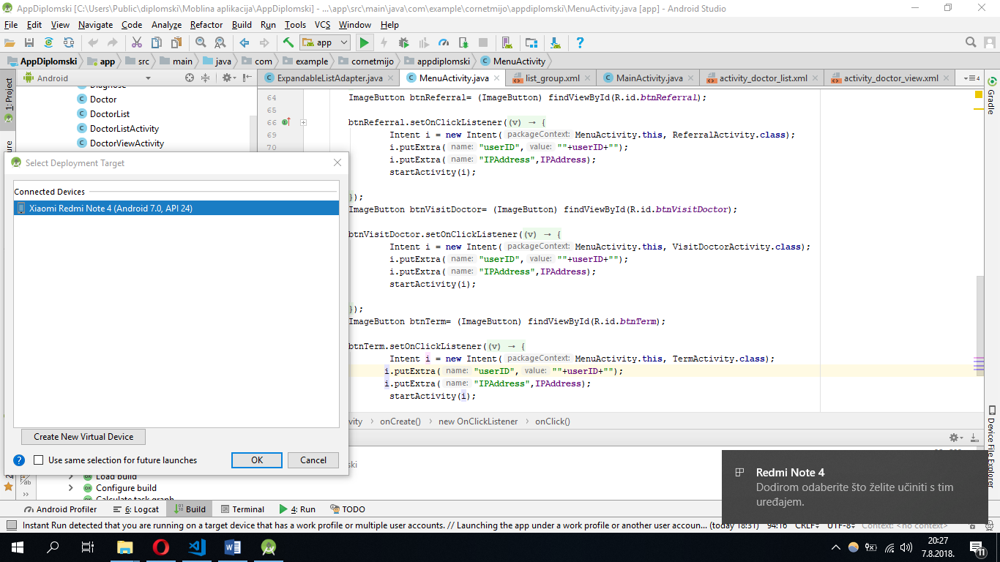 AppDiplomski [C:\Users\Public\diplomski\Moblina aplikacija\AppDiplomski] - ...\app\src\main\java\com\example\cornetmijo\appdiplomski\MenuActivity.java [app] - Android Studio
File Edit View Navigate Code Analyze Refactor Build Run Tools VCS Window Help
app
AppDiplomski app src main java com example cornetmijo appdiplomski MenuActivity
1: Project
Android
ExpandableListAdapter.java MenuActivity.java list_group.xml MainActivity.java activity_doctor_list.xml activity_doctor_view.xml 4
Gradle
Diagnose
Doctor
DoctorList
DoctorListActivity
DoctorViewActivity
64 ImageButton btnReferral= (ImageButton) findViewById(R.id.btnReferral);
65
66 btnReferral.setOnClickListener((v) → {
69 Intent i = new Intent( packageContext: MenuActivity.this, ReferralActivity.class);
70 i.putExtra( name: "userID", value: ""+userID+"");
i.putExtra( name: "IPAddress",IPAddress);
startActivity(i);
});
ImageButton btnVisitDoctor= (ImageButton) findViewById(R.id.btnVisitDoctor);
btnVisitDoctor.setOnClickListener((v) → {
Intent i = new Intent( packageContext: MenuActivity.this, VisitDoctorActivity.class);
i.putExtra( name: "userID", value: ""+userID+"");
i.putExtra( name: "IPAddress",IPAddress);
startActivity(i);
});
ImageButton btnTerm= (ImageButton) findViewById(R.id.btnTerm);
btnTerm.setOnClickListener((v) → {
Intent i = new Intent( packageContext: MenuActivity.this, TermActivity.class);
i.putExtra( name: "userID", value: ""+userID+"");
i.putExtra( name: "IPAddress",IPAddress);
startActivity(i);
onCreate() new OnClickListener onClick()
Select Deployment Target
Connected Devices
Xiaomi Redmi Note 4 (Android 7.0, API 24)
Create New Virtual Device
Use same selection for future launches
OK Cancel
Device File Explorer
Load build
Configure build
Calculate task graph
Redmi Note 4
Dodirom odaberite što želite učiniti s tim
uređajem.
Android Profiler 6: Logcat Build Terminal 4: Run TODO
Instant Run detected that you are running on a target device that has a work profile or multiple user accounts. // Launching the app under a work profile or another user accoun... (today 18:31) 94:16 CRLF UTF-8 Context: <no context>
20:27
7.8.2018.
11